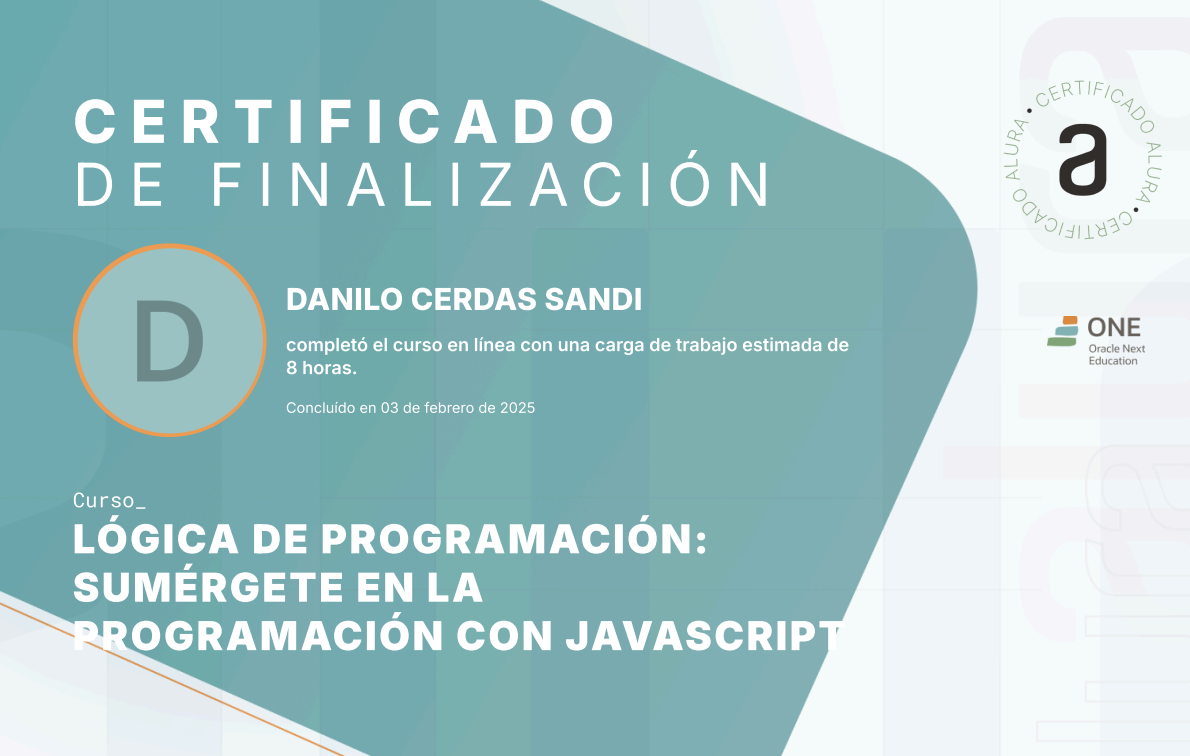 CERTIFICADO
DE FINALIZACIÓN
CERTIFICADO ALURA • CERTIFICADO ALURA •
a
D
DANILO CERDAS SANDI
completó el curso en línea con una carga de trabajo estimada de
8 horas.
Concluído en 03 de febrero de 2025
ONE
Oracle Next
Education
Curso_
LÓGICA DE PROGRAMACIÓN:
SUMÉRGETE EN LA
PROGRAMACIÓN CON JAVASCRIPT